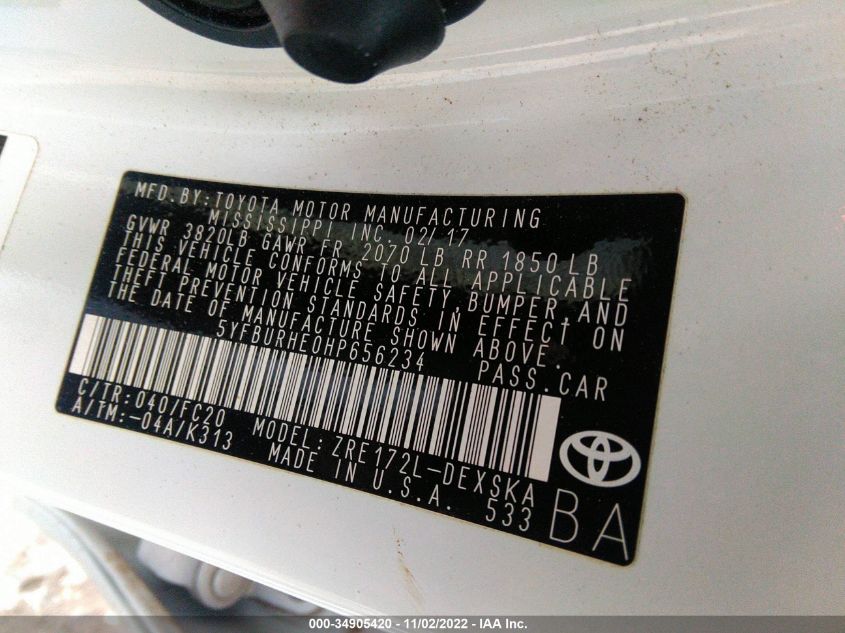 MFD.BY:TOYOTA MOTOR MANUFACTURING
MISSISSIPPI INC. 02/17
GVWR 3820LB GAWR FR 2070 LB RR 1850 LB
THIS VEHICLE CONFORMS TO ALL APPLICABLE
FEDERAL MOTOR VEHICLE SAFETY, BUMPER, AND
THEFT PREVENTION STANDARDS IN EFFECT ON
THE DATE OF MANUFACTURE SHOWN ABOVE.
5YFBURHE0HP656234 PASS.CAR
C/TR: 040/FC20
A/TM:-04A/K313
MODEL: ZRE172L-DEXSKA
MADE IN U.S.A. 533
BA
000-34905420 - 11/02/2022 - IAA Inc.